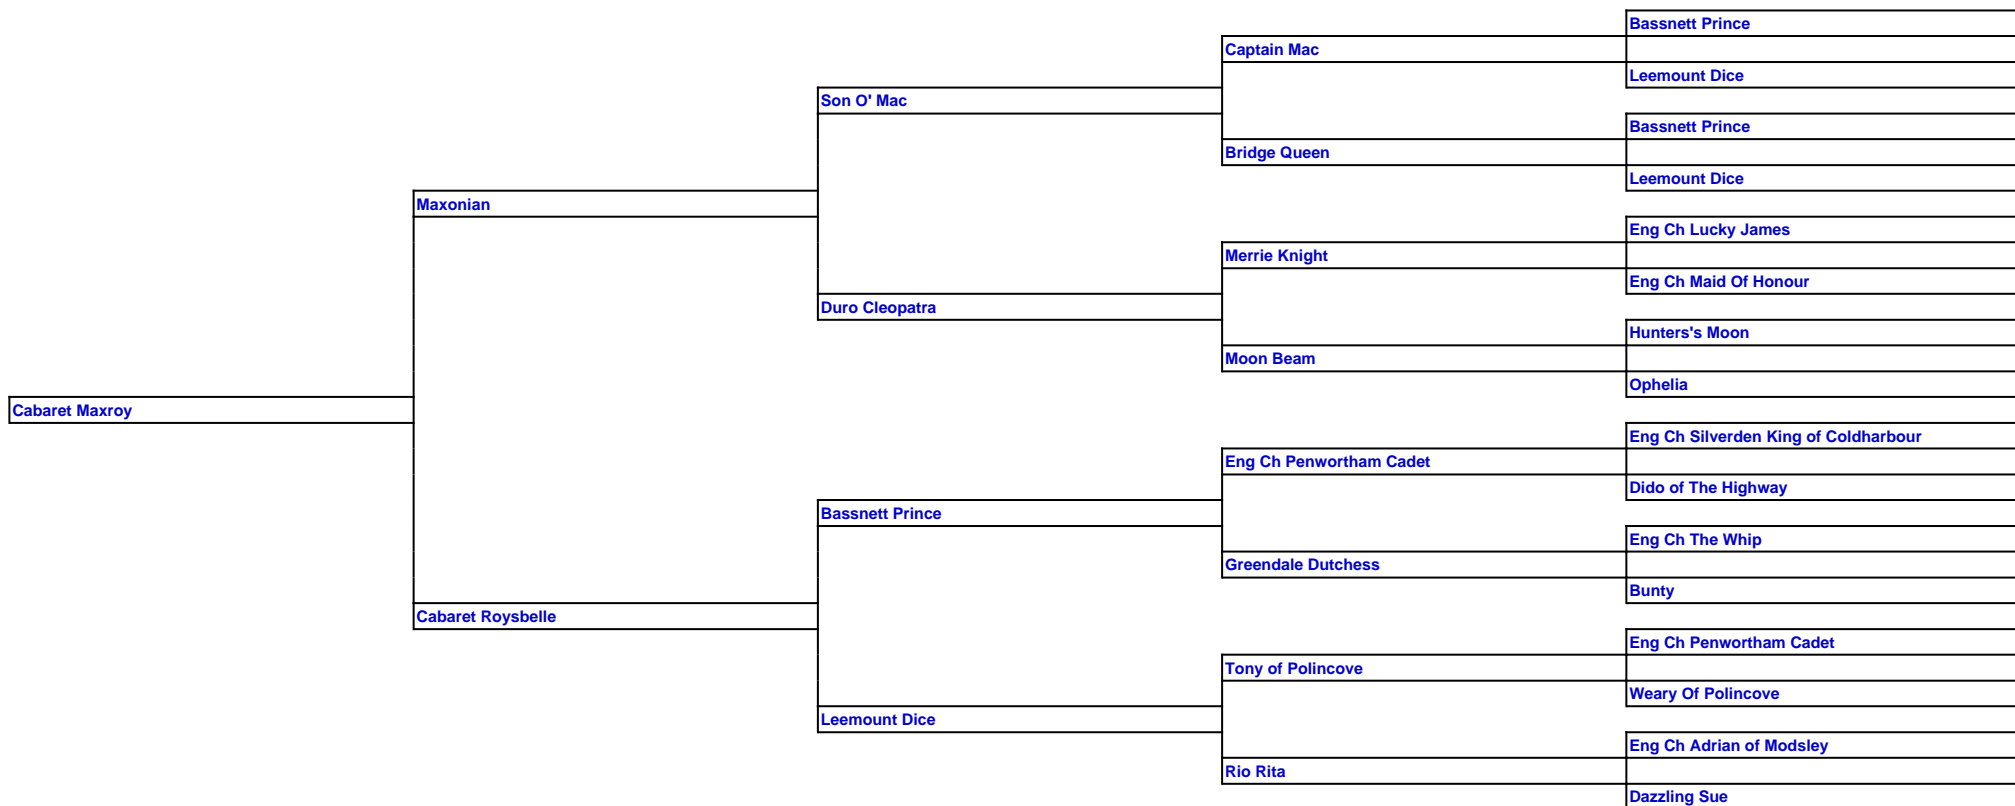 Bassnett Prince
Captain Mac
Leemount Dice
Son O' Mac
Bassnett Prince
Bridge Queen
Leemount Dice
Maxonian
Eng Ch Lucky James
Merrie Knight
Eng Ch Maid Of Honour
Duro Cleopatra
Hunters's Moon
Moon Beam
Ophelia
Cabaret Maxroy
Eng Ch Silverden King of Coldharbour
Eng Ch Penwortham Cadet
Dido of The Highway
Bassnett Prince
Eng Ch The Whip
Greendale Dutchess
Bunty
Cabaret Roysbelle
Eng Ch Penwortham Cadet
Tony of Polincove
Weary Of Polincove
Leemount Dice
Eng Ch Adrian of Modsley
Rio Rita
Dazzling Sue